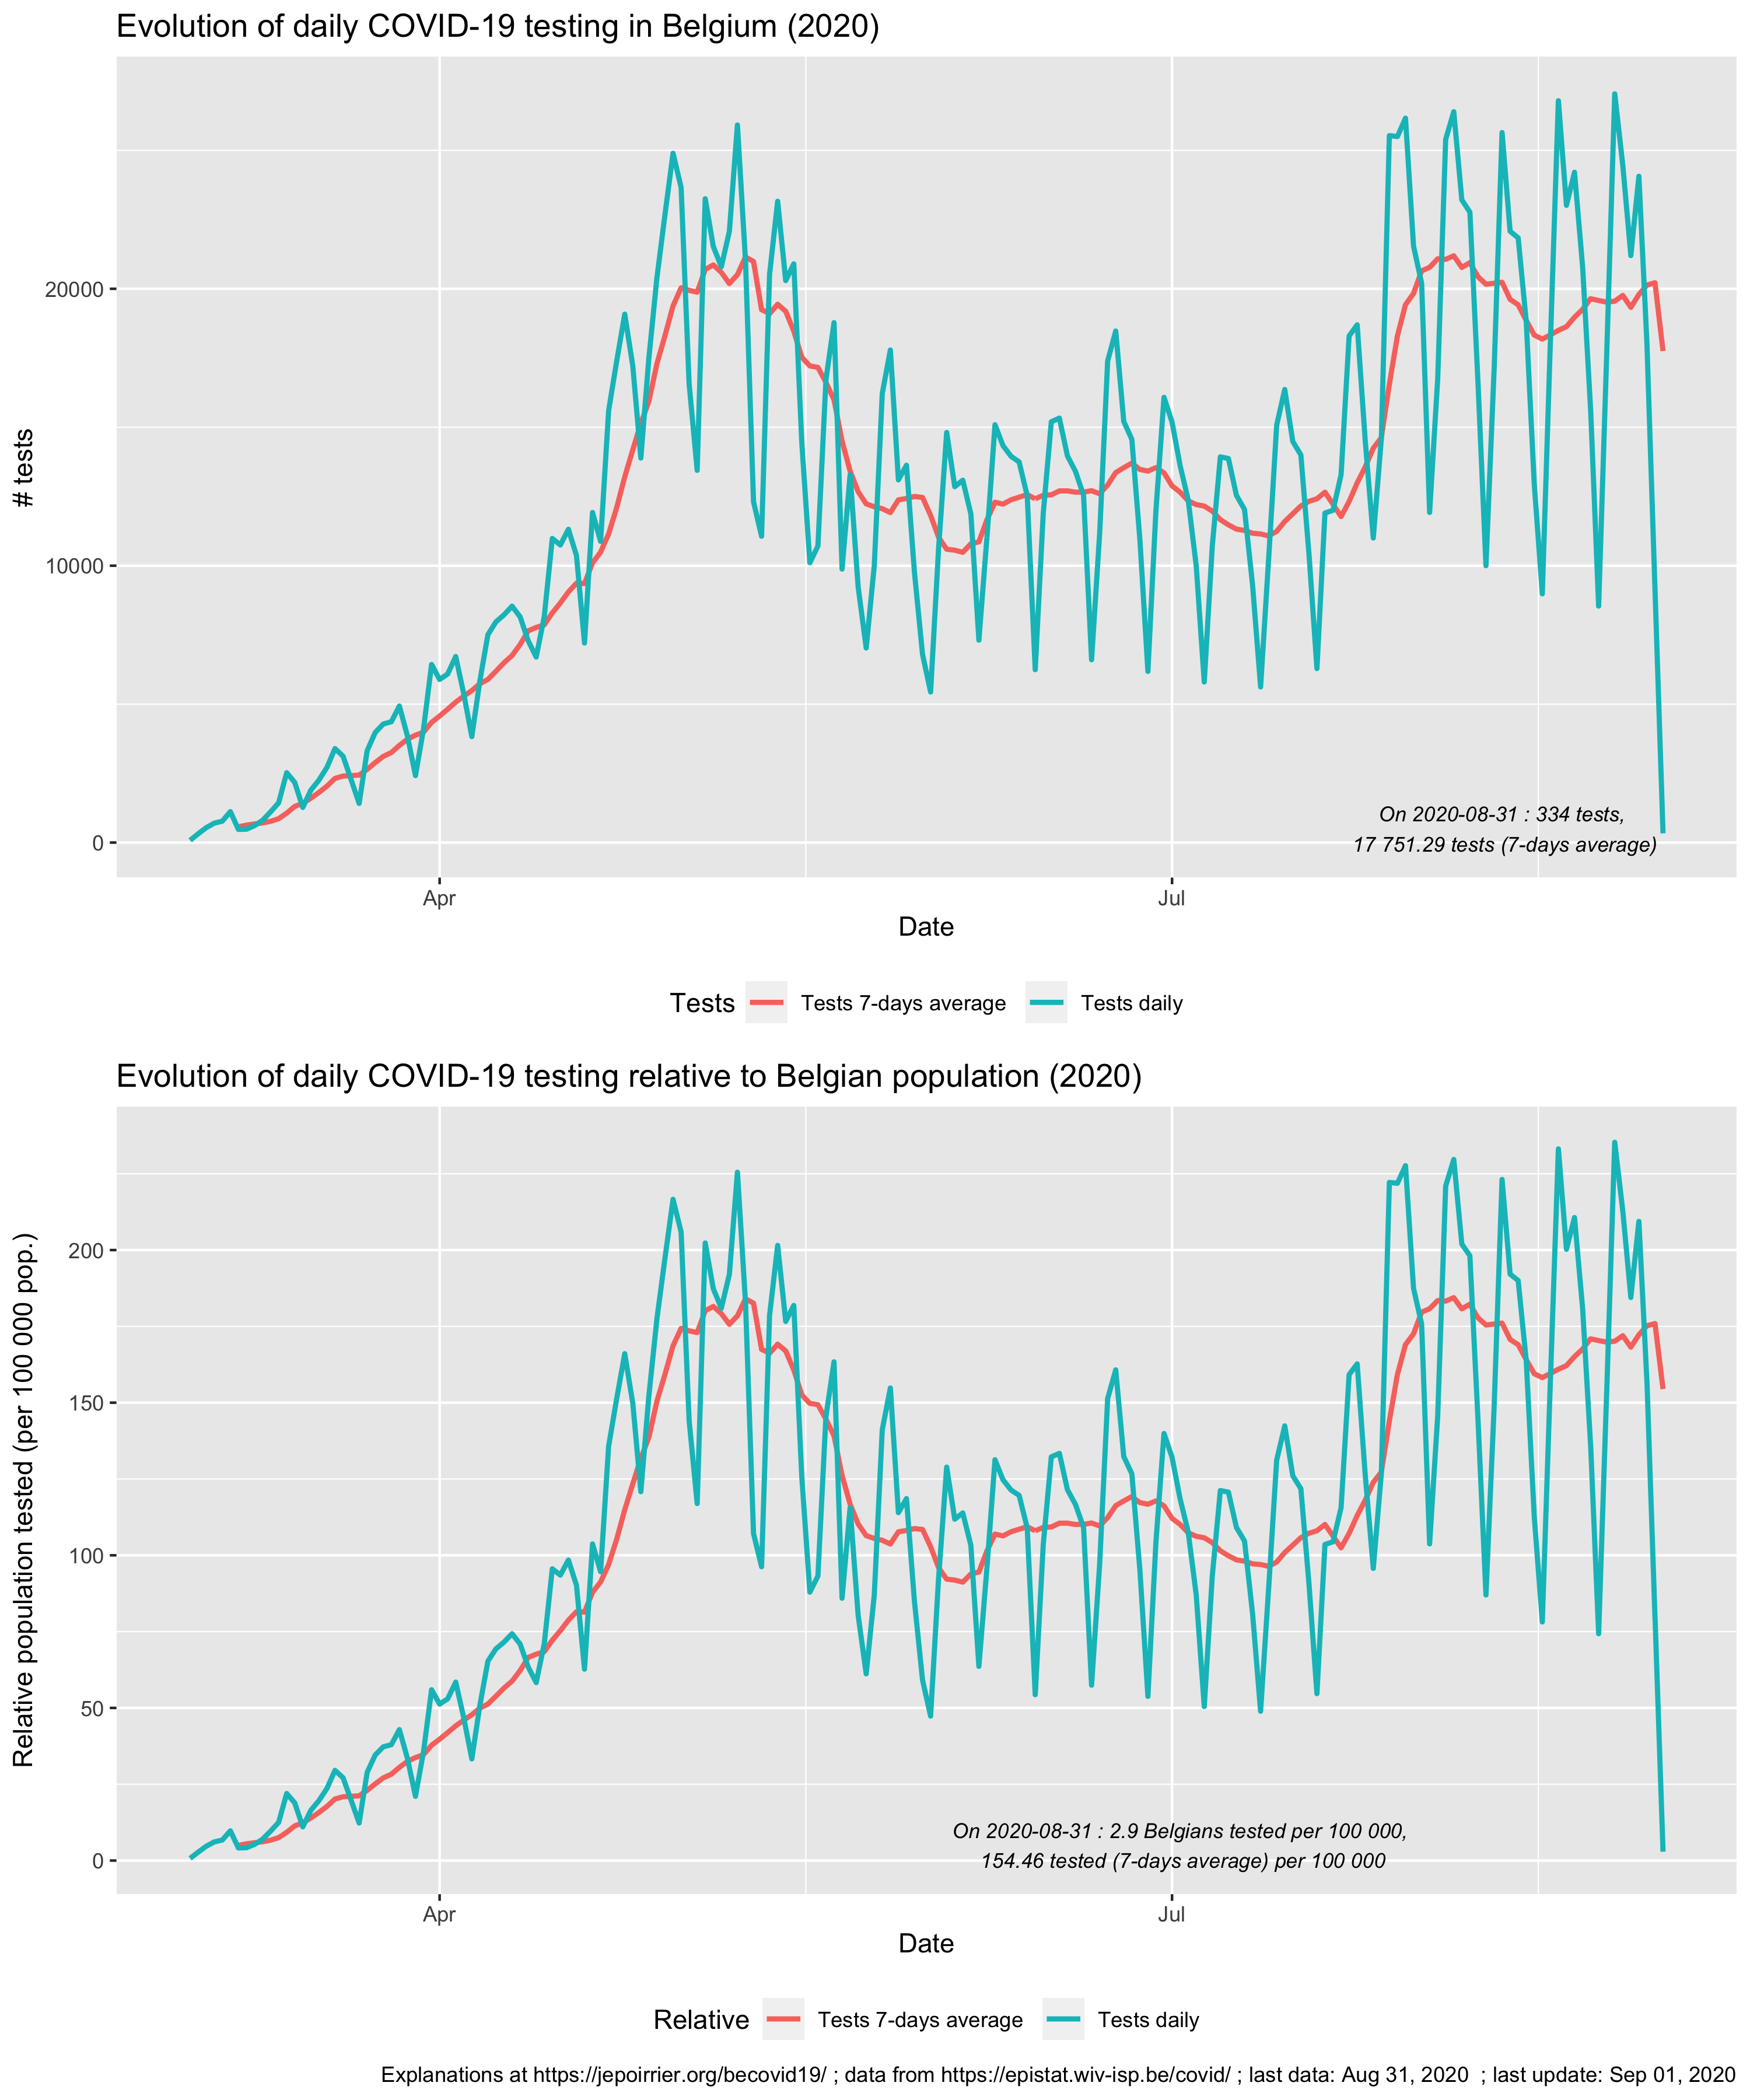 Evolution of daily COVID-19 testing in Belgium (2020)
# tests
20000
10000
0
On 2020-08-31 : 334 tests,
17 751.29 tests (7-days average)
Apr
Jul
Date
Tests
Tests 7-days average
Tests daily
Evolution of daily COVID-19 testing relative to Belgian population (2020)
Relative population tested (per 100 000 pop.)
200
150
100
50
0
On 2020-08-31 : 2.9 Belgians tested per 100 000,
154.46 tested (7-days average) per 100 000
Apr
Jul
Date
Relative
Tests 7-days average
Tests daily
Explanations at https://jepoirrier.org/becovid19/ ; data from https://epistat.wiv-isp.be/covid/ ; last data: Aug 31, 2020  ; last update: Sep 01, 2020